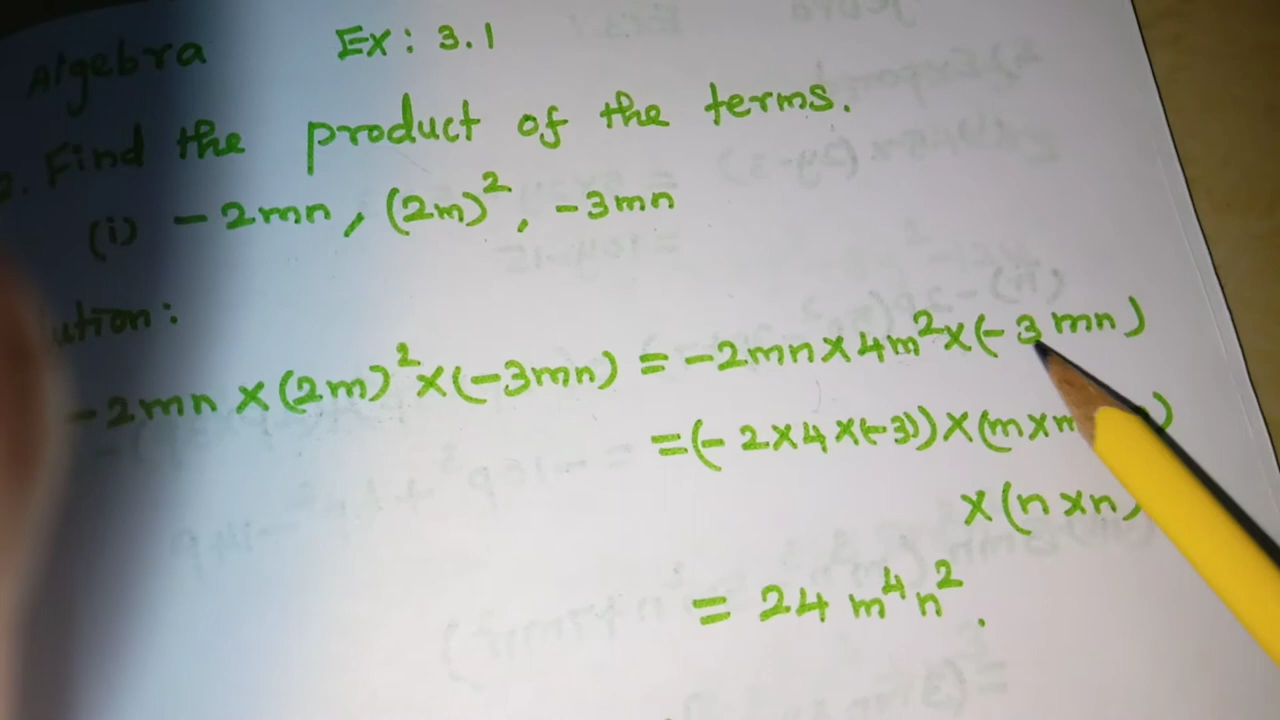 Algebra Ex: 3.1
2. Find the product of the terms.
(i) -2mn, (2m)², -3mn
ution:
-2mn × (2m)² × (-3mn) = -2mn × 4m² × (-3mn)
=(-2×4×(-3))×(m×m )
×(n×n)
= 24 m⁴n².